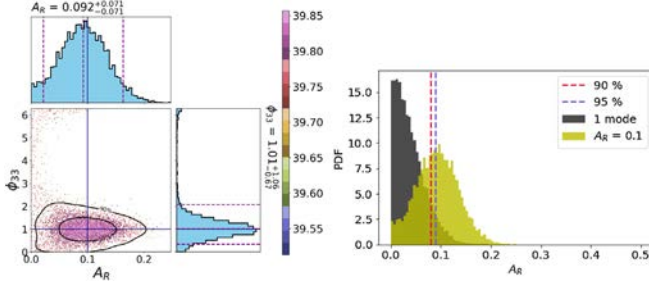 A_R = 0.092^{+0.071}_{-0.071}
6
5
4
3
2
1
0
ϕ_{33}
0.0 0.1 0.2
A_R
ϕ_{33} = 1.01^{+1.06}_{-0.67}
39.85
39.80
39.75
39.70
39.65
39.60
39.55
90 %
95 %
1 mode
A_R = 0.1
PDF
15.0
12.5
10.0
7.5
5.0
2.5
0.0
0.0 0.1 0.2 0.3 0.4 0.5
A_R